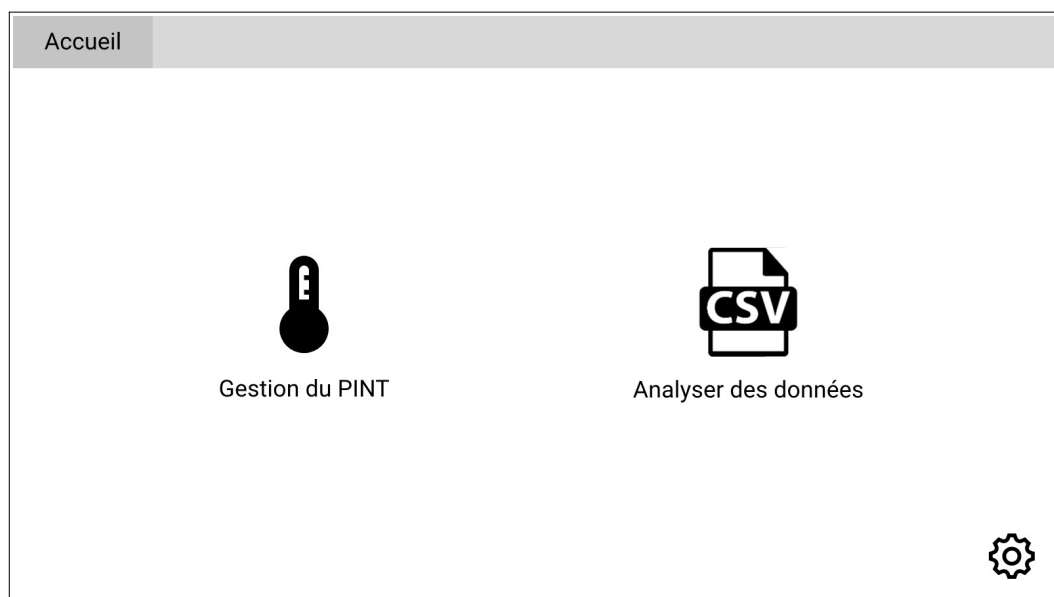 Accueil
CSV
Gestion du PINT
Analyser des données